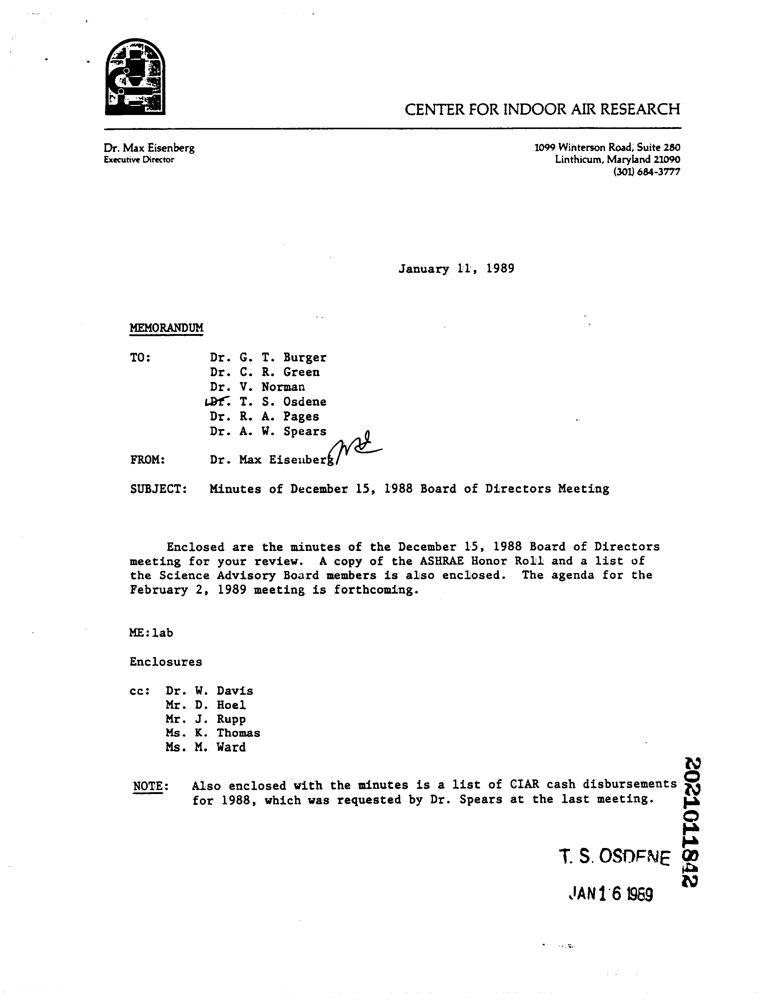 CENTER FOR INDOOR AIR RESEARCH
Dr. Max Eisenberg
Executive Director
1099 Winterson Road, Suite 280
Linthicum, Maryland 21090
(301) 684-3777
January 11, 1989
MEMORANDUM
TO: Dr. G. T. Burger
Dr. C. R. Green
Dr. V. Norman
Dr. T. S. Osdene
Dr. R. A. Pages
Dr. A. W. Spears
FROM: Dr. Max Eisenberg
SUBJECT: Minutes of December 15, 1988 Board of Directors Meeting
Enclosed are the minutes of the December 15, 1988 Board of Directors
meeting for your review. A copy of the ASHRAE Honor Roll and a list of
the Science Advisory Board members is also enclosed. The agenda for the
February 2, 1989 meeting is forthcoming.
ME:lab
Enclosures
cc: Dr. W. Davis
Mr. D. Hoel
Mr. J. Rupp
Ms. K. Thomas
Ms. M. Ward
NOTE: Also enclosed with the minutes is a list of CIAR cash disbursements
for 1988, which was requested by Dr. Spears at the last meeting.
T. S. OSDENE
JAN 16 1989
2021011842